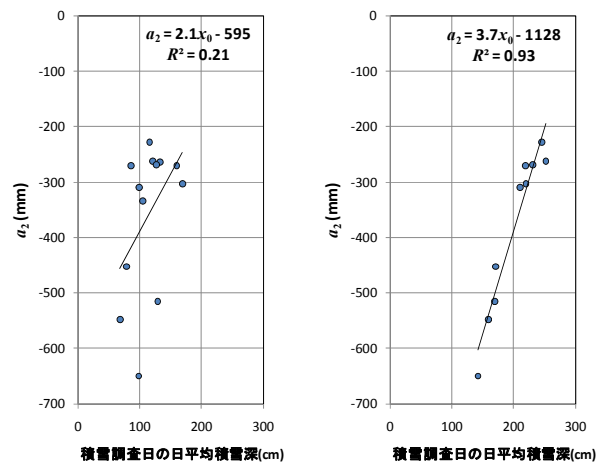 a₂ = 2.1x₀ - 595
R² = 0.21
0
-100
-200
-300
-400
-500
-600
-700
a₂ (mm)
0 100 200 300
積雪調査日の日平均積雪深(cm)
a₂ = 3.7x₀ - 1128
R² = 0.93
0
-100
-200
-300
-400
-500
-600
-700
a₂ (mm)
0 100 200 300
積雪調査日の日平均積雪深(cm)